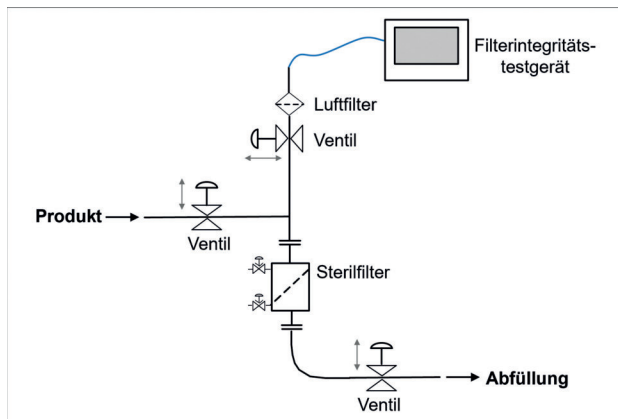 Filterintegritäts-
testgerät
Luftfilter
Ventil
Produkt
Ventil
Sterilfilter
Abfüllung
Ventil